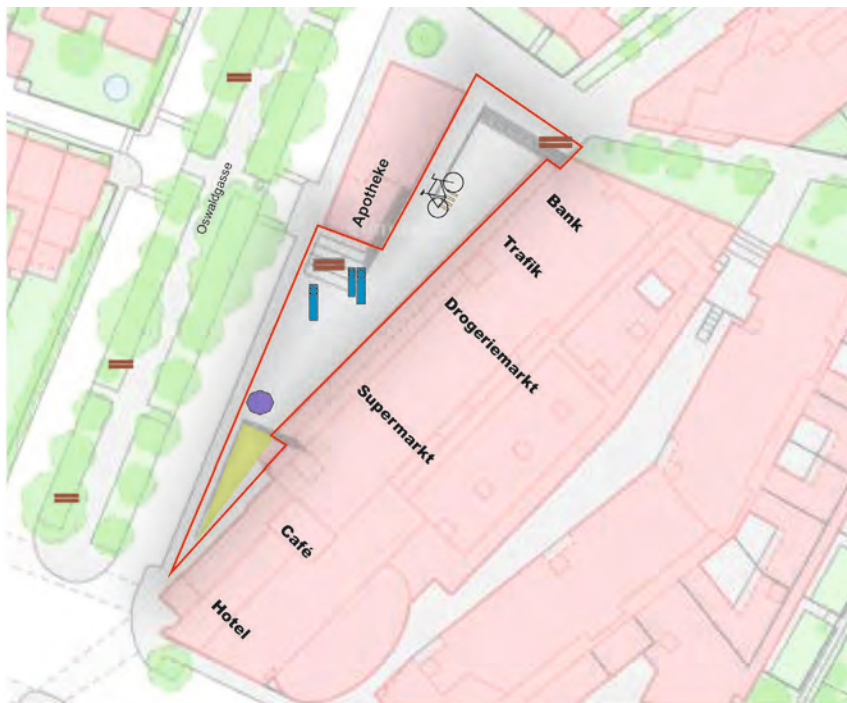 Oswaldgasse
Apotheke
Bank
Trafik
Drogeriemarkt
Supermarkt
Café
Hotel